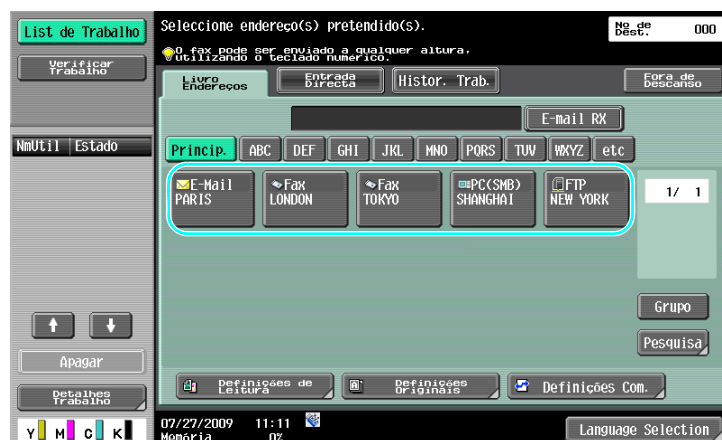 List de Trabalho
Verificar
Trabalho
NmUtil Estado
Apagar
Detalhes
Trabalho
Y M C K
Seleccione endereço(s) pretendido(s).
Nº de
Dest.
000
O fax pode ser enviado a qualquer altura,
utilizando o teclado numérico.
Livro
Endereços
Entrada
Directa
Histor. Trab.
Fora de
Descanso
E-mail RX
Princip. ABC DEF GHI JKL MNO PQRS TUV WXYZ etc
E-Mail
PARIS
Fax
LONDON
Fax
TOKYO
PC(SMB)
SHANGHAI
FTP
NEW YORK
1/ 1
Grupo
Pesquisa
Definições de
Leitura
Definições
Originais
Definições Com.
07/27/2009 11:11
Memória 0%
Language Selection